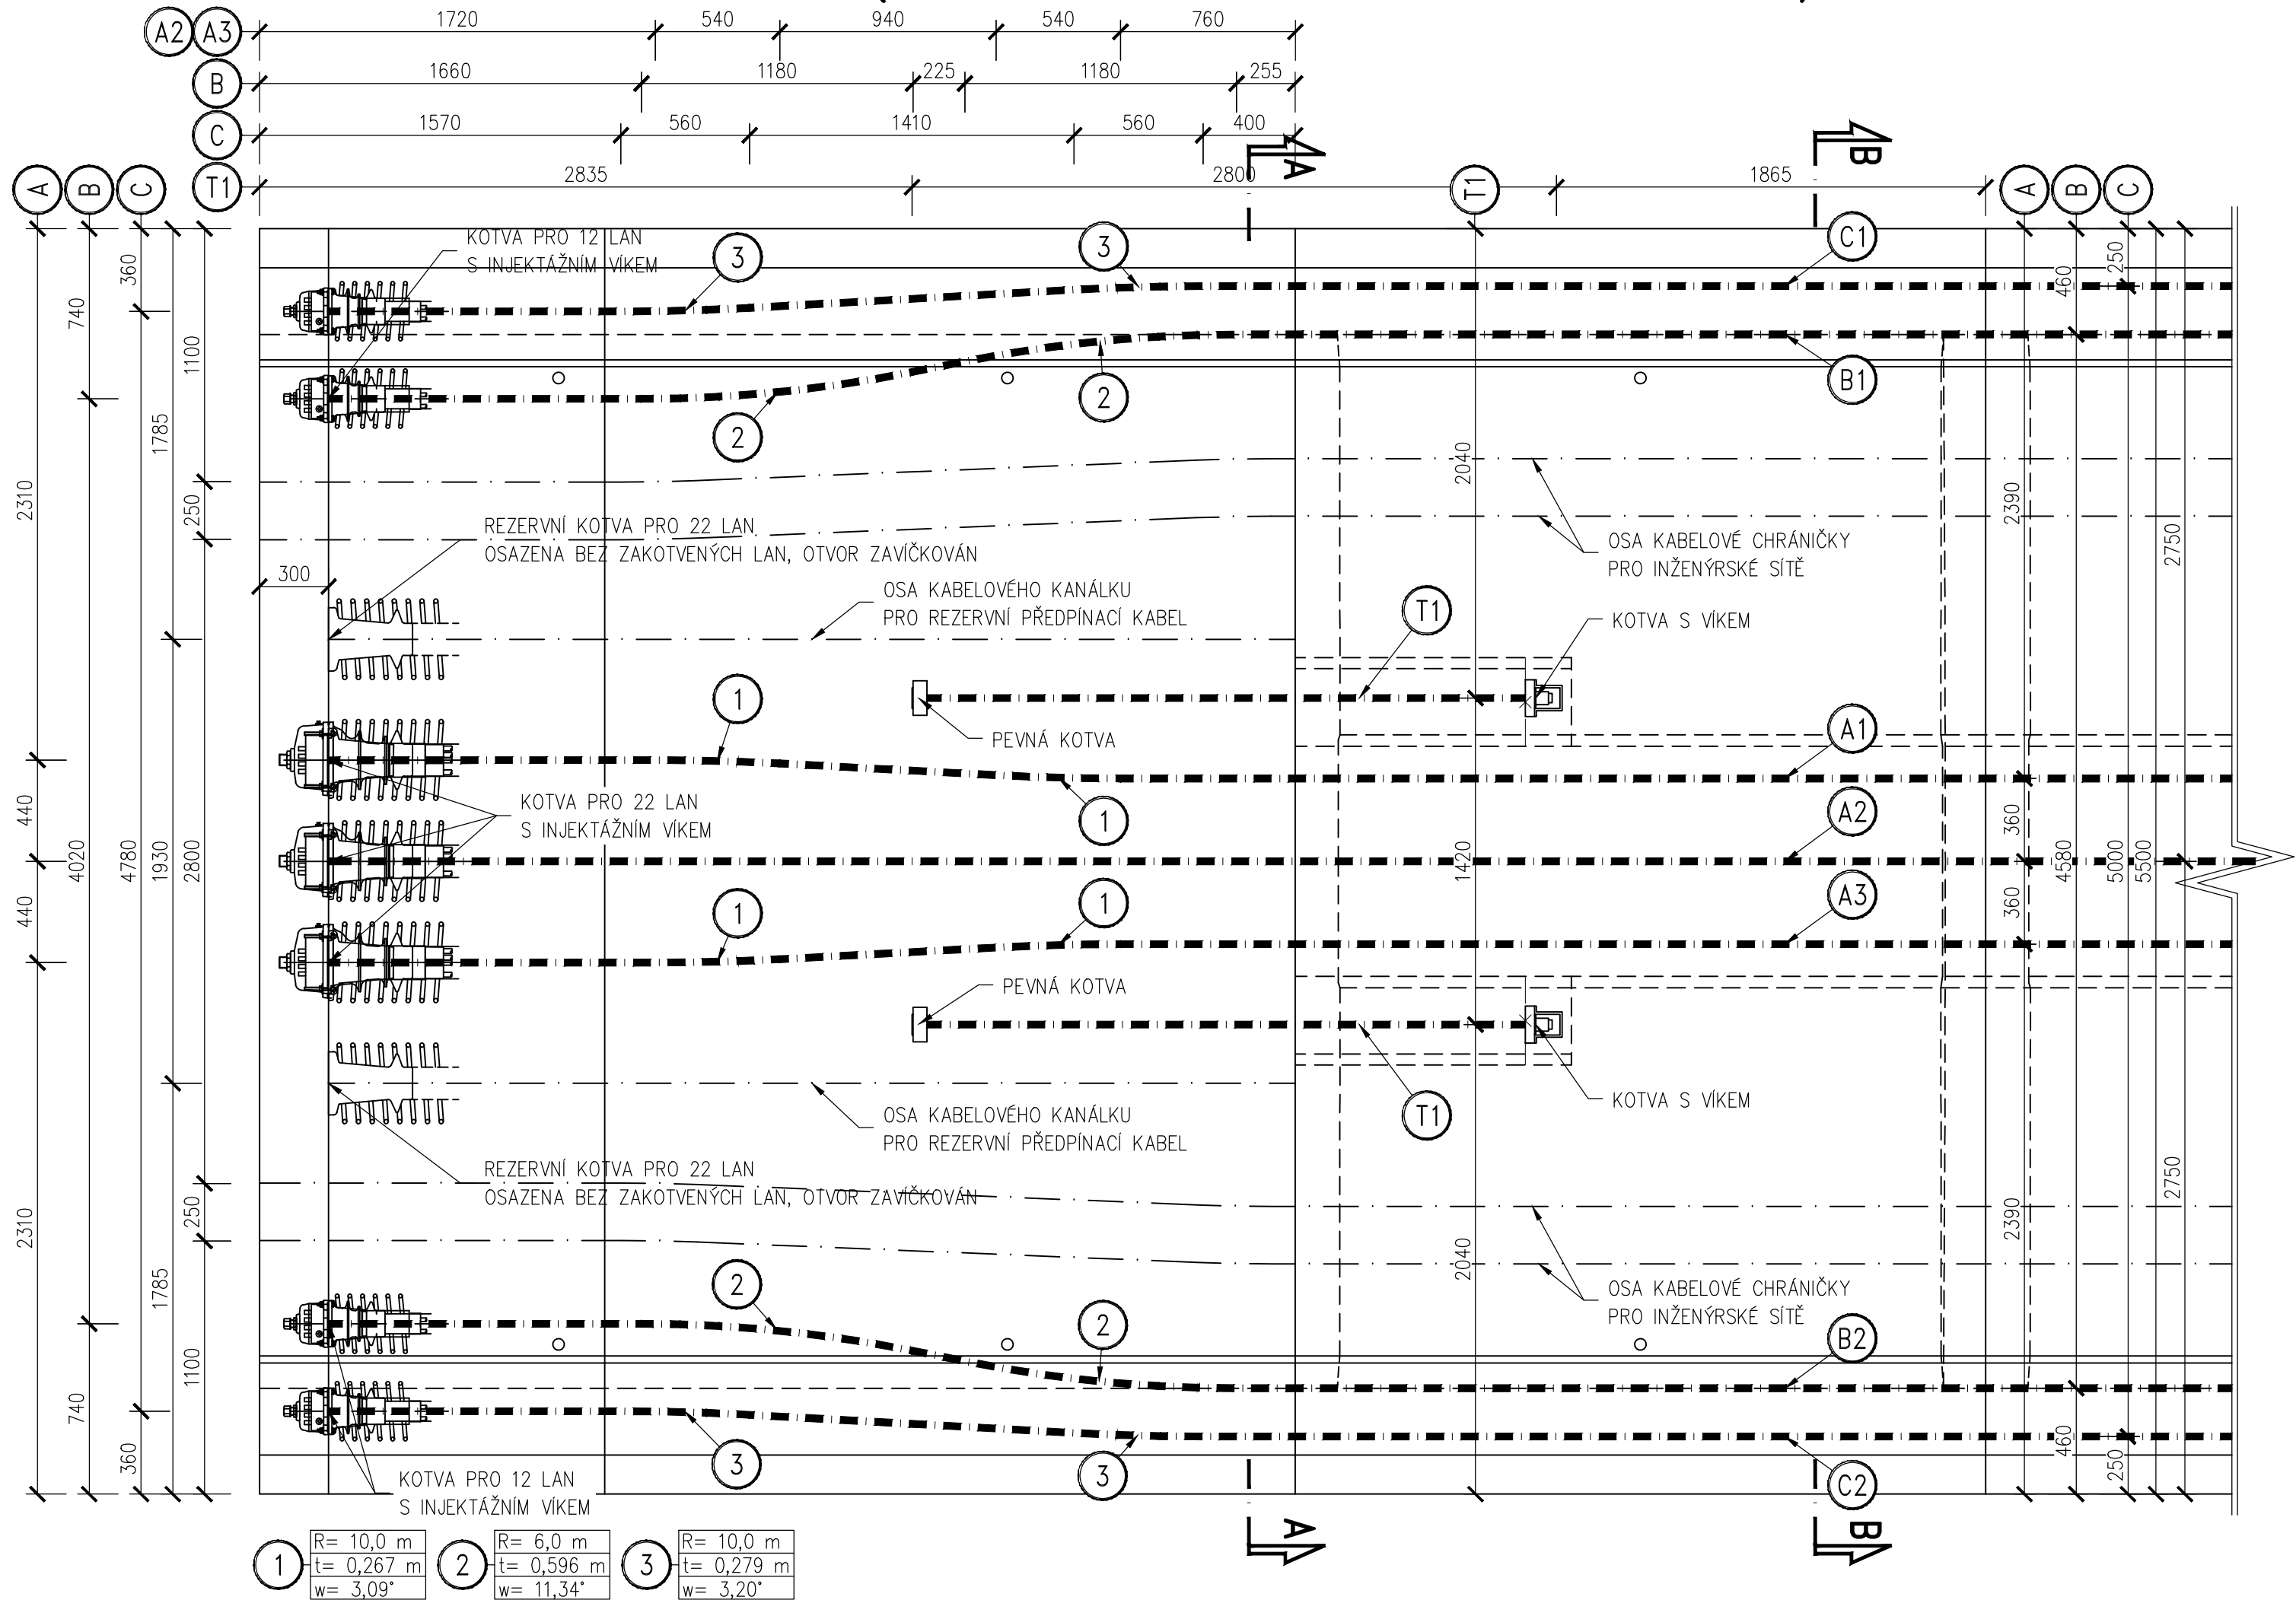 A2 A3 1720 540 940 540 760
B 1660 1180 225 1180 255
C 1570 560 1410 560 400
A B C T1 2835 2800 T1 1865 A B C
A B
KOTVA PRO 12 LAN
S INJEKTÁŽNÍM VÍKEM
3 3 C1
360 740 1100 460 250
2 2 B1
1785
2310 250 2040 2390 2750
REZERVNÍ KOTVA PRO 22 LAN
OSAZENA BEZ ZAKOTVENÝCH LAN, OTVOR ZAVÍČKOVÁN
OSA KABELOVÉ CHRÁNIČKY
PRO INŽENÝRSKÉ SÍTĚ
300
OSA KABELOVÉHO KANÁLKU
PRO REZERVNÍ PŘEDPÍNACÍ KABEL
T1
KOTVA S VÍKEM
1
PEVNÁ KOTVA
A1
KOTVA PRO 22 LAN
S INJEKTÁŽNÍM VÍKEM
1
A2
440 4020 4780 1930 2800 1420 360 4580 5000 5500
440 360
1 1 A3
PEVNÁ KOTVA
KOTVA S VÍKEM
T1
OSA KABELOVÉHO KANÁLKU
PRO REZERVNÍ PŘEDPÍNACÍ KABEL
REZERVNÍ KOTVA PRO 22 LAN
OSAZENA BEZ ZAKOTVENÝCH LAN, OTVOR ZAVÍČKOVÁN
2310 250 2040 2390 2750
1785
OSA KABELOVÉ CHRÁNIČKY
PRO INŽENÝRSKÉ SÍTĚ
2 2 B2
740 1100 460
360 250
3 3 C2
KOTVA PRO 12 LAN
S INJEKTÁŽNÍM VÍKEM
A B
1 R= 10,0 m
t= 0,267 m
w= 3,09°
2 R= 6,0 m
t= 0,596 m
w= 11,34°
3 R= 10,0 m
t= 0,279 m
w= 3,20°